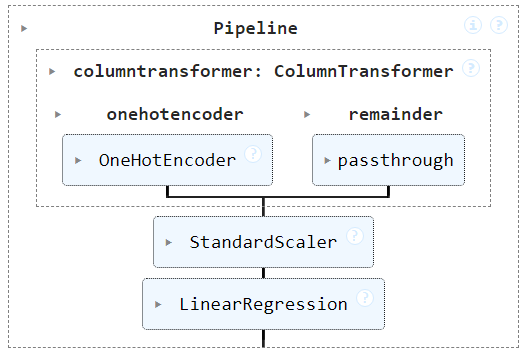 Pipeline i ?
columntransformer: ColumnTransformer ?
onehotencoder remainder
OneHotEncoder ? passthrough
StandardScaler ?
LinearRegression ?